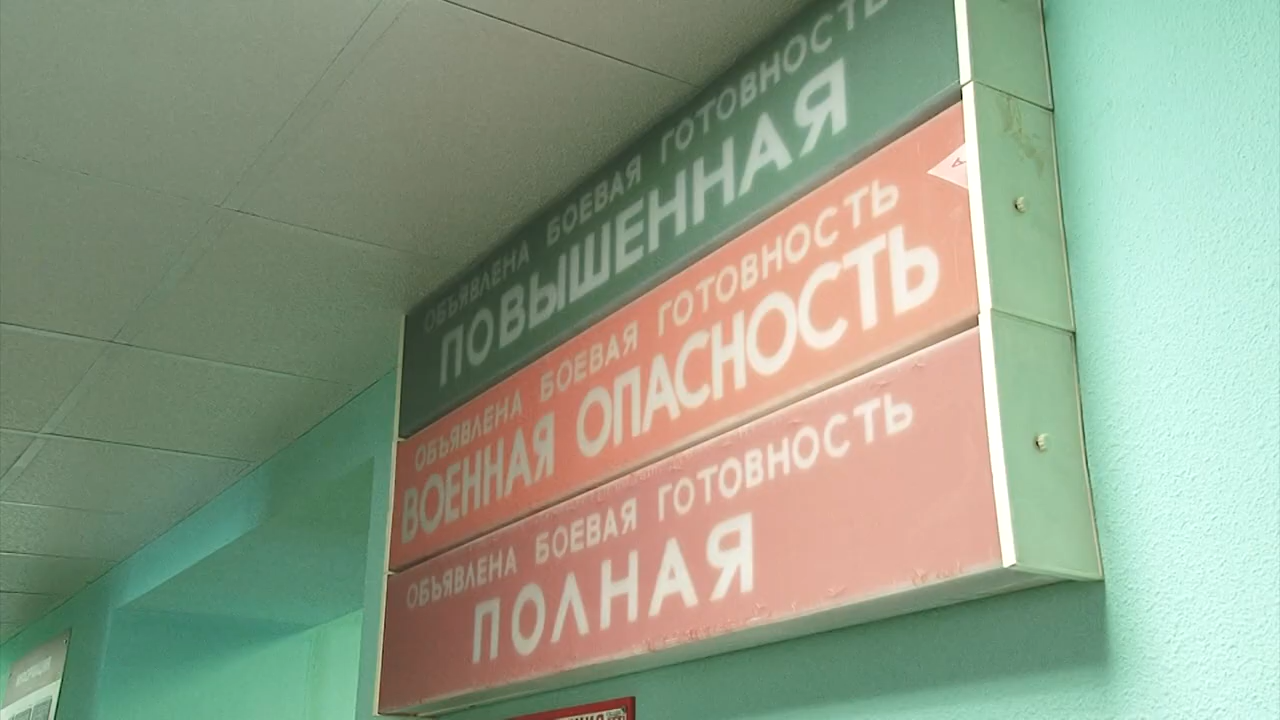 ОБЪЯВЛЕНА БОЕВАЯ ГОТОВНОСТЬ
ПОВЫШЕННАЯ
ОБЪЯВЛЕНА БОЕВАЯ ГОТОВНОСТЬ
ВОЕННАЯ ОПАСНОСТЬ
ОБЪЯВЛЕНА БОЕВАЯ ГОТОВНОСТЬ
ПОЛНАЯ